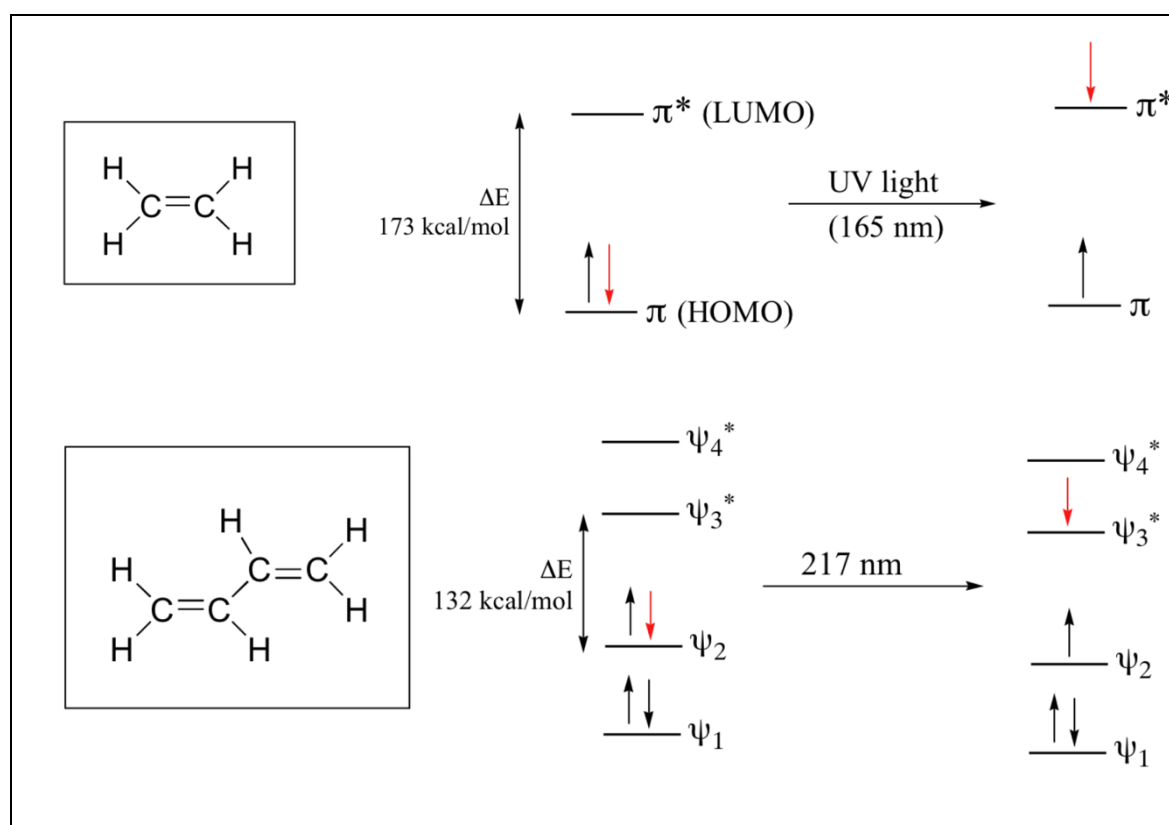 π* (LUMO)
π*
H H
C=C
H H
ΔE
173 kcal/mol
UV light
(165 nm)
π (HOMO)
π
ψ4*
ψ4*
ψ3*
ψ3*
H H
H C=C
C=C H
H H
ΔE
132 kcal/mol
217 nm
ψ2
ψ2
ψ1
ψ1